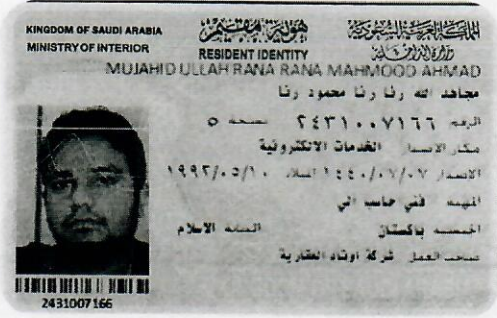 KINGDOM OF SAUDI ARABIA
MINISTRY OF INTERIOR
هوية مقيم
RESIDENT IDENTITY
المملكة العربية السعودية
وزارة الداخلية
MUJAHID ULLAH RANA RANA MAHMOOD AHMAD
مجاهد الله رنا رنا محمود رنا
الرقم ٢٤٣١٠٠٧١٦٦ نسخة ٥
مكان الاصدار الخدمات الالكترونية
الاصدار ١٤٤٠/٠٧/٠٧ الميلاد ١٩٩٢/٠٥/١٠
المهنة فني حاسب الي
الجنسية باكستان الديانة الاسلام
صاحب العمل شركة اوتاد العقارية
2431007166